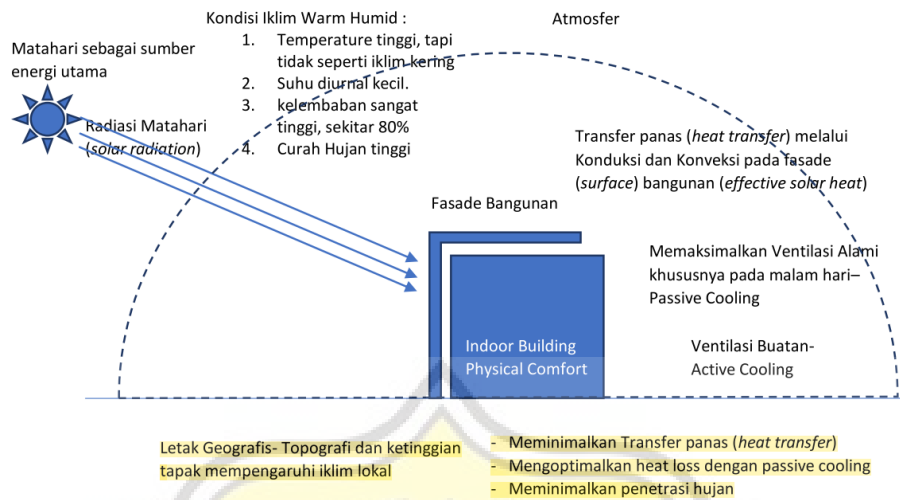 Kondisi Iklim Warm Humid :
1. Temperature tinggi, tapi
tidak seperti iklim kering
2. Suhu diurnal kecil.
3. kelembaban sangat
tinggi, sekitar 80%
4. Curah Hujan tinggi
Atmosfer
Matahari sebagai sumber
energi utama
Radiasi Matahari
(solar radiation)
Transfer panas (heat transfer) melalui
Konduksi dan Konveksi pada fasade
(surface) bangunan (effective solar heat)
Fasade Bangunan
Memaksimalkan Ventilasi Alami
khususnya pada malam hari–
Passive Cooling
Indoor Building
Physical Comfort
Ventilasi Buatan-
Active Cooling
Letak Geografis- Topografi dan ketinggian
tapak mempengaruhi iklim lokal
- Meminimalkan Transfer panas (heat transfer)
- Mengoptimalkan heat loss dengan passive cooling
- Meminimalkan penetrasi hujan